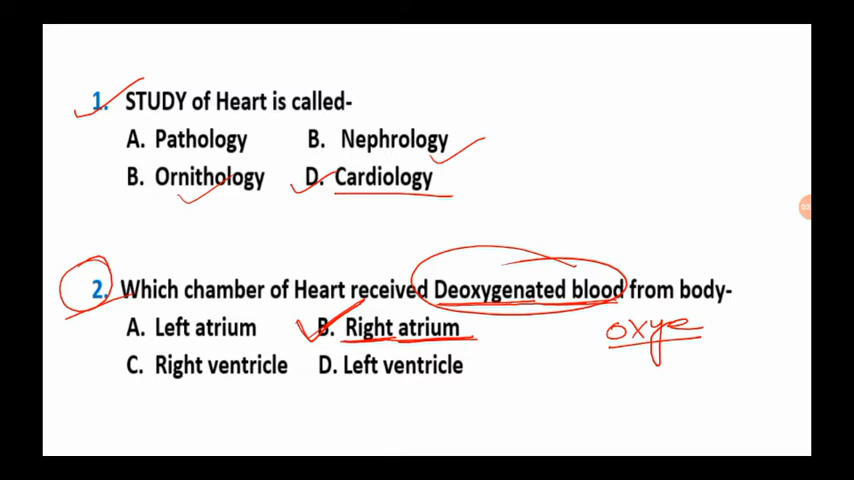 1. STUDY of Heart is called-
A. Pathology B. Nephrology
B. Ornithology D. Cardiology
2. Which chamber of Heart received Deoxygenated blood from body-
A. Left atrium B. Right atrium
oxye
C. Right ventricle D. Left ventricle